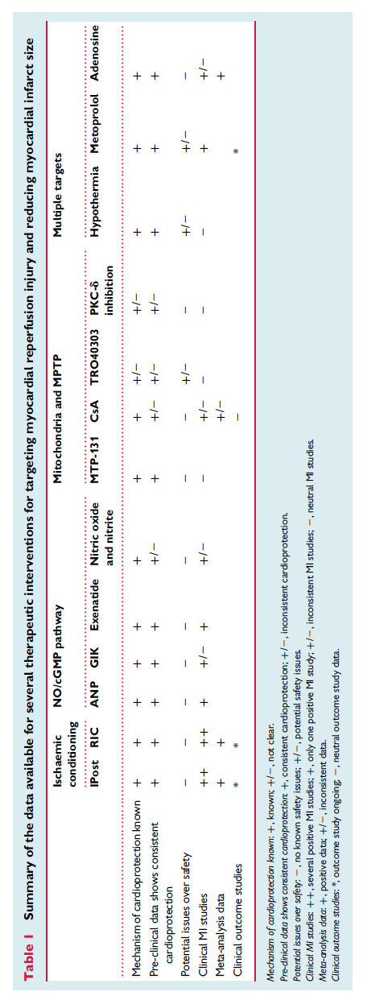 Table 1 Summary of the data available for several therapeutic interventions for targeting myocardial reperfusion injury and reducing myocardial infarct size
Ischaemic conditioning NO/cGMP pathway Mitochondria and MPTP Multiple targets
IPost RIC ANP GIK Exenatide Nitric oxide and nitrite MTP-131 CsA TRO40303 PKC-δ inhibition Hypothermia Metoprolol Adenosine
Mechanism of cardioprotection known + + + + + + + + +/− +/− + + +
Pre-clinical data shows consistent cardioprotection + + + + + +/− + +/− +/− +/− + + +
Potential issues over safety − − − − − − − − +/− − +/− +/− −
Clinical MI studies ++ ++ + +/− + +/− − +/− − − − + +/−
Meta-analysis data + + +/− +
Clinical outcome studies * * − *
Mechanism of cardioprotection known: +, known; +/−, not clear.
Pre-clinical data shows consistent cardioprotection: +, consistent cardioprotection; +/−, inconsistent cardioprotection.
Potential issues over safety: −, no known safety issues; +/−, potential safety issues.
Clinical MI studies: ++, several positive MI studies; +, only one positive MI study; +/−, inconsistent MI studies; −, neutral MI studies.
Meta-analysis data: +, positive data; +/−, inconsistent data.
Clinical outcome studies: *, outcome study ongoing. −, neutral outcome study data.